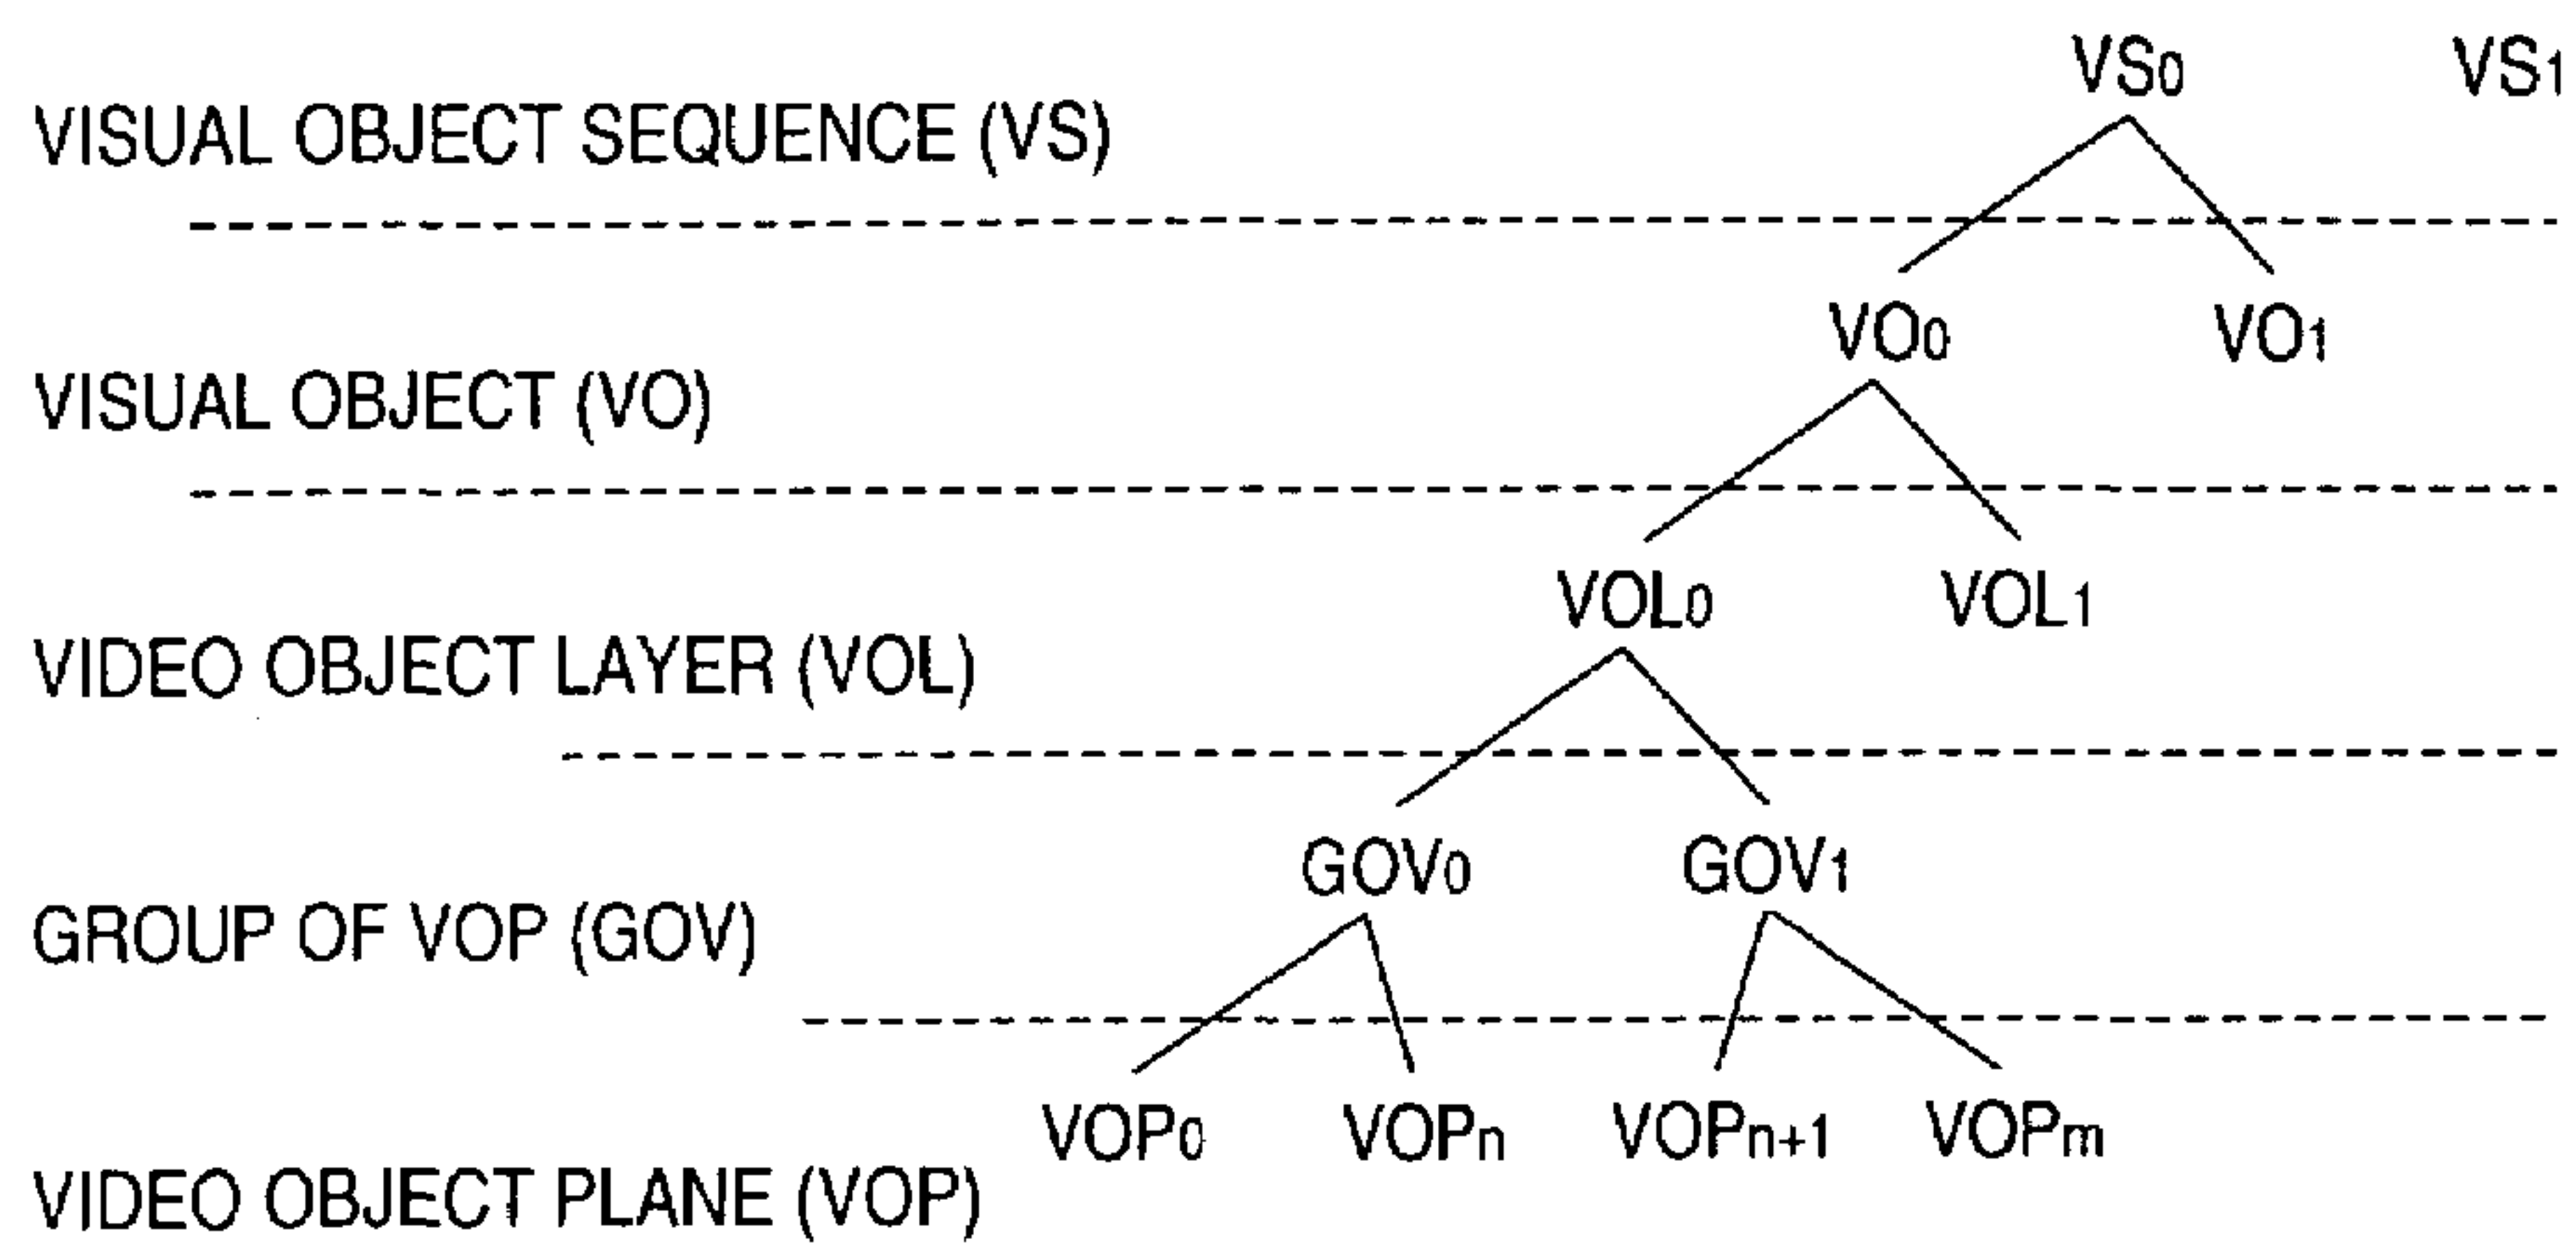 VS0 VS1
VISUAL OBJECT SEQUENCE (VS)
VO0 VO1
VISUAL OBJECT (VO)
VOL0 VOL1
VIDEO OBJECT LAYER (VOL)
GOV0 GOV1
GROUP OF VOP (GOV)
VOP0 VOPn VOPn+1 VOPm
VIDEO OBJECT PLANE (VOP)